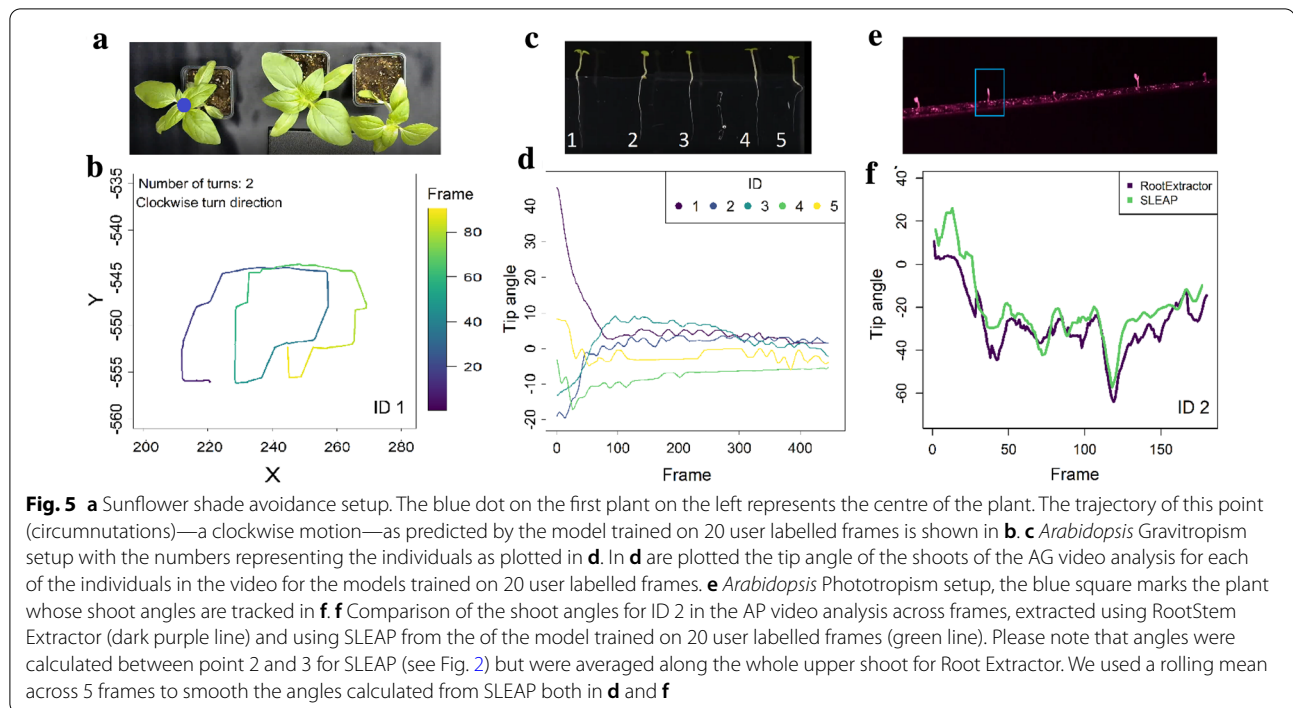 a
c
e
1 2 3 4 5
b
Number of turns: 2
Clockwise turn direction
Frame
80
60
40
20
-535
-540
-545
-550
-555
-560
Y
ID 1
200 220 240 260 280
X
d
ID
1 2 3 4 5
40
30
20
10
0
-10
-20
Tip angle
0 100 200 300 400
Frame
f
RootExtractor
SLEAP
40
20
0
-20
-40
-60
Tip angle
ID 2
0 50 100 150
Frame
Fig. 5 a Sunflower shade avoidance setup. The blue dot on the first plant on the left represents the centre of the plant. The trajectory of this point
(circumnutations)—a clockwise motion—as predicted by the model trained on 20 user labelled frames is shown in b. c Arabidopsis Gravitropism
setup with the numbers representing the individuals as plotted in d. In d are plotted the tip angle of the shoots of the AG video analysis for each
of the individuals in the video for the models trained on 20 user labelled frames. e Arabidopsis Phototropism setup, the blue square marks the plant
whose shoot angles are tracked in f. f Comparison of the shoot angles for ID 2 in the AP video analysis across frames, extracted using RootStem
Extractor (dark purple line) and using SLEAP from the of the model trained on 20 user labelled frames (green line). Please note that angles were
calculated between point 2 and 3 for SLEAP (see Fig. 2) but were averaged along the whole upper shoot for Root Extractor. We used a rolling mean
across 5 frames to smooth the angles calculated from SLEAP both in d and f